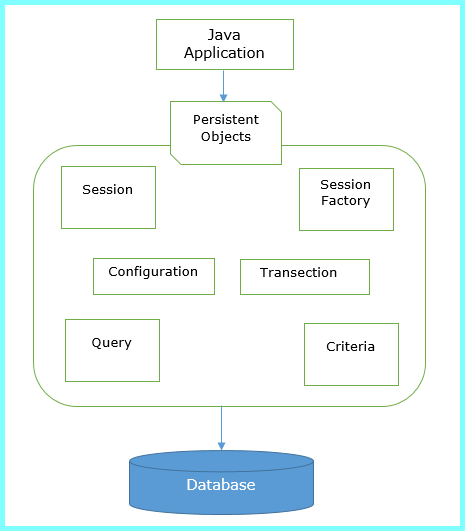 Java
Application
Persistent
Objects
Session
Session
Factory
Configuration
Transection
Query
Criteria
Database